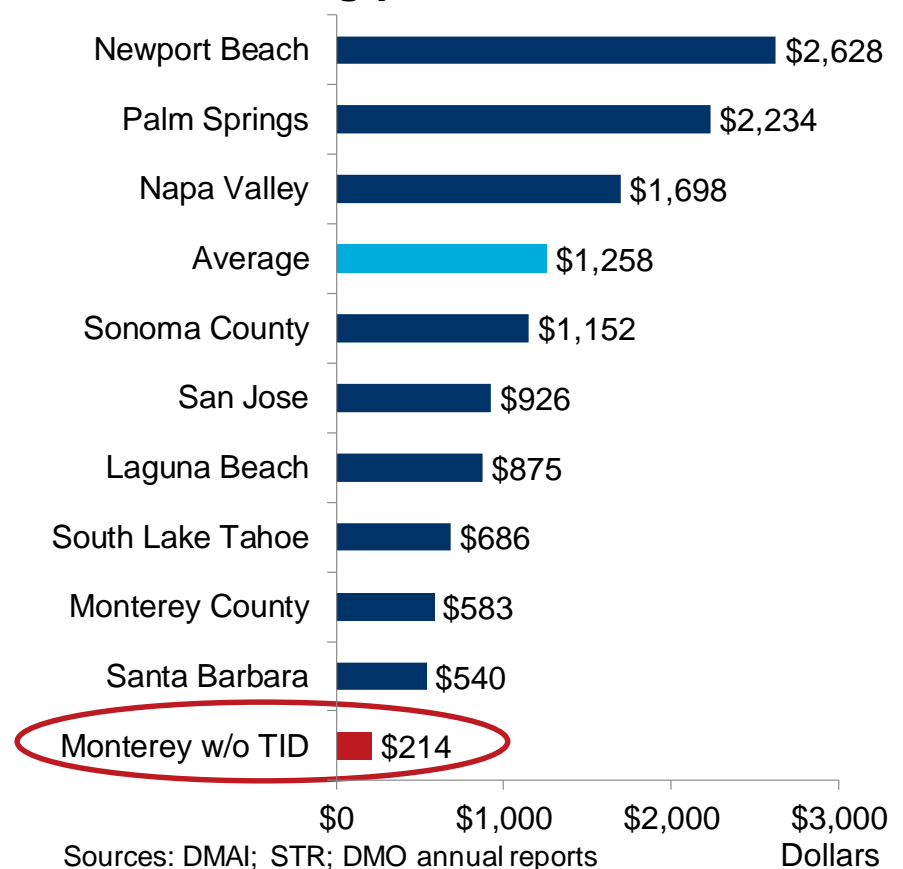 Newport Beach $2,628
Palm Springs $2,234
Napa Valley $1,698
Average $1,258
Sonoma County $1,152
San Jose $926
Laguna Beach $875
South Lake Tahoe $686
Monterey County $583
Santa Barbara $540
Monterey w/o TID $214
$0 $1,000 $2,000 $3,000
Sources: DMAI; STR; DMO annual reports Dollars